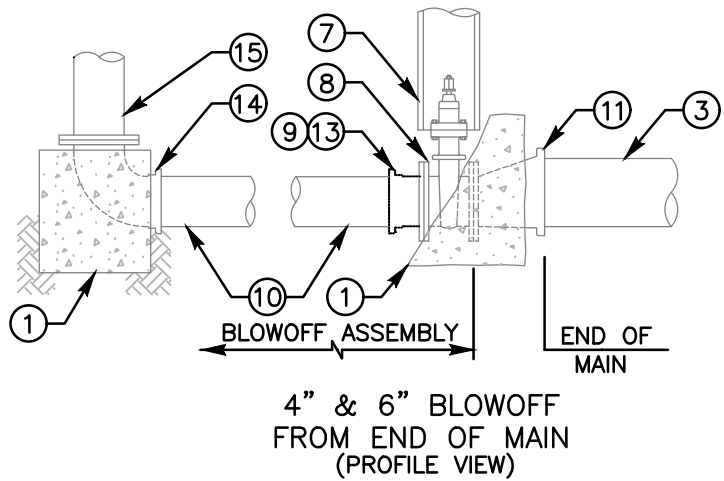 7
15
8
14
9 13
11
3
10
1
1
BLOWOFF ASSEMBLY
END OF
MAIN
4” & 6” BLOWOFF
FROM END OF MAIN
(PROFILE VIEW)